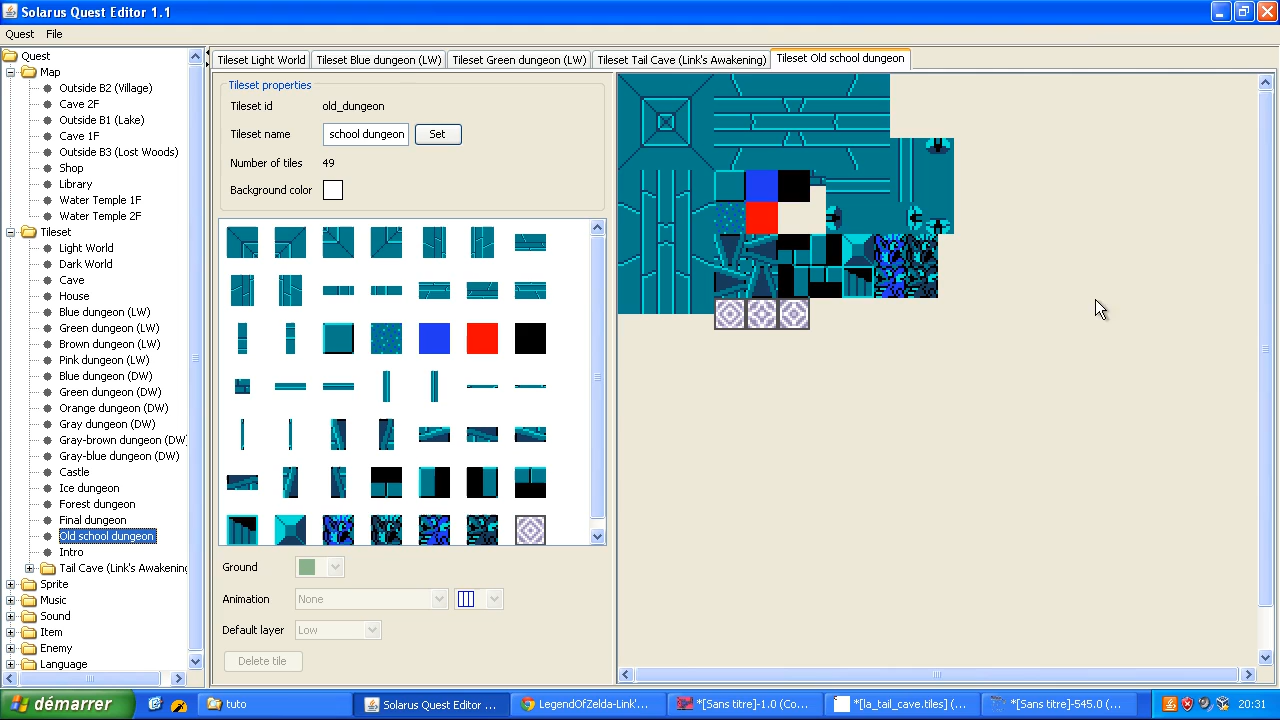 Solarus Quest Editor 1.1
Quest File
Quest
Map
Outside B2 (Village)
Cave 2F
Outside B1 (Lake)
Cave 1F
Outside B3 (Lost Woods)
Shop
Library
Water Temple 1F
Water Temple 2F
Tileset
Light World
Dark World
Cave
House
Blue dungeon (LW)
Green dungeon (LW)
Brown dungeon (LW)
Pink dungeon (LW)
Blue dungeon (DW)
Green dungeon (DW)
Orange dungeon (DW)
Gray dungeon (DW)
Gray-brown dungeon (DW)
Gray-blue dungeon (DW)
Castle
Ice dungeon
Forest dungeon
Final dungeon
Old school dungeon
Intro
Tail Cave (Link's Awakening
Sprite
Music
Sound
Item
Enemy
Language
Tileset Light World Tileset Blue dungeon (LW) Tileset Green dungeon (LW) Tileset Tail Cave (Link's Awakening) Tileset Old school dungeon
Tileset properties
Tileset id old_dungeon
Tileset name school dungeon Set
Number of tiles 49
Background color
Ground
Animation None
Default layer Low
Delete tile
démarrer tuto Solarus Quest Editor ... LegendOfZelda-Link'... *[Sans titre]-1.0 (Co... *[la_tail_cave.tiles] (... *[Sans titre]-545.0 (... 20:31